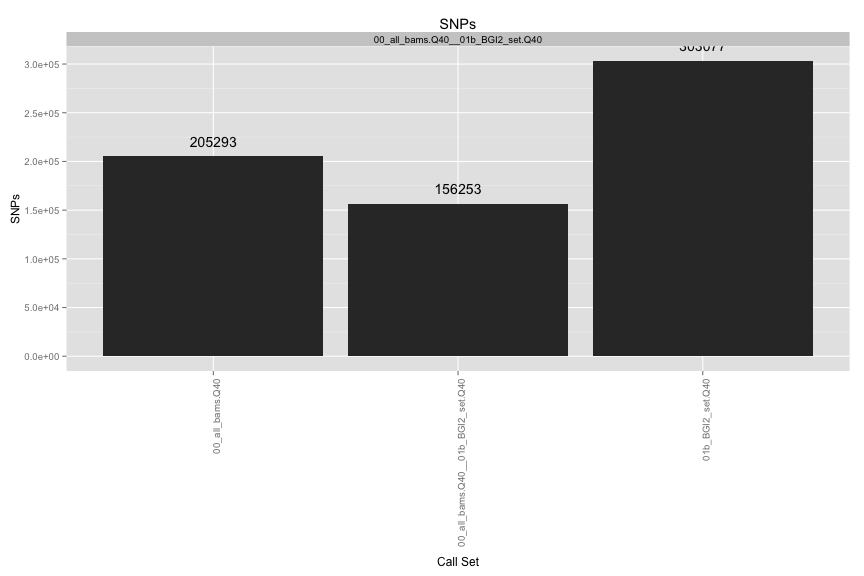 SNPs
00_all_bams.Q40__01b_BGI2_set.Q40
303077
3.0e+05
2.5e+05
205293
2.0e+05
156253
SNPs
1.5e+05
1.0e+05
5.0e+04
0.0e+00
00_all_bams.Q40
00_all_bams.Q40__01b_BGI2_set.Q40
01b_BGI2_set.Q40
Call Set